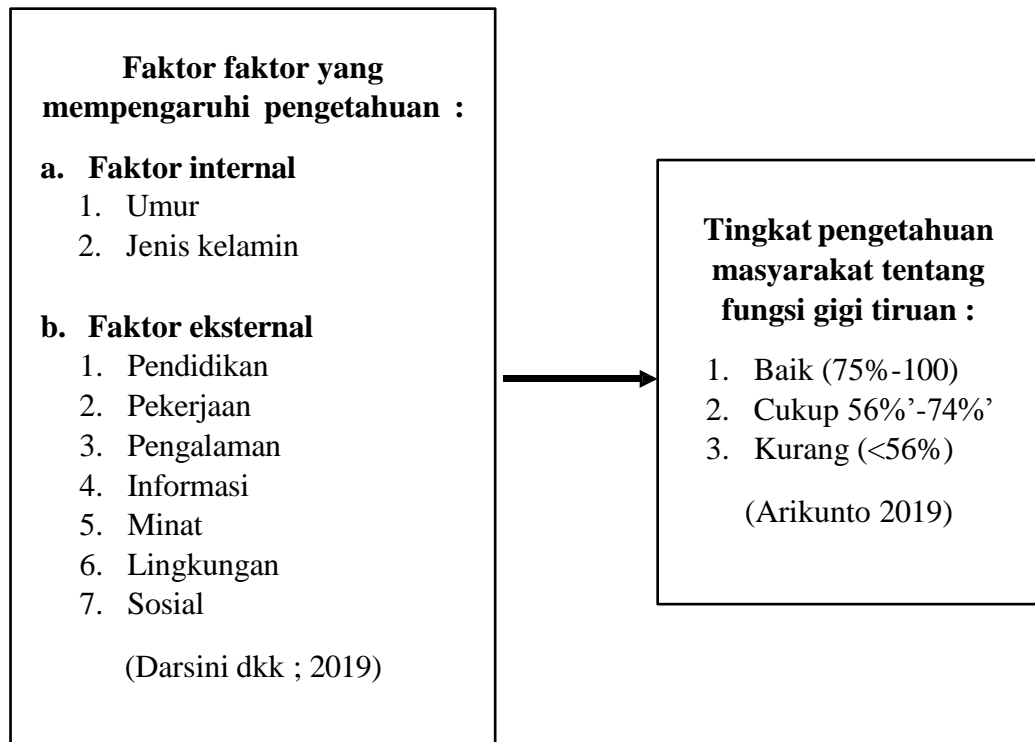 Faktor faktor yang
mempengaruhi pengetahuan :
a. Faktor internal
1. Umur
2. Jenis kelamin
b. Faktor eksternal
1. Pendidikan
2. Pekerjaan
3. Pengalaman
4. Informasi
5. Minat
6. Lingkungan
7. Sosial
(Darsini dkk ; 2019)
Tingkat pengetahuan
masyarakat tentang
fungsi gigi tiruan :
1. Baik (75%-100)
2. Cukup 56%’-74%’
3. Kurang (<56%)
(Arikunto 2019)